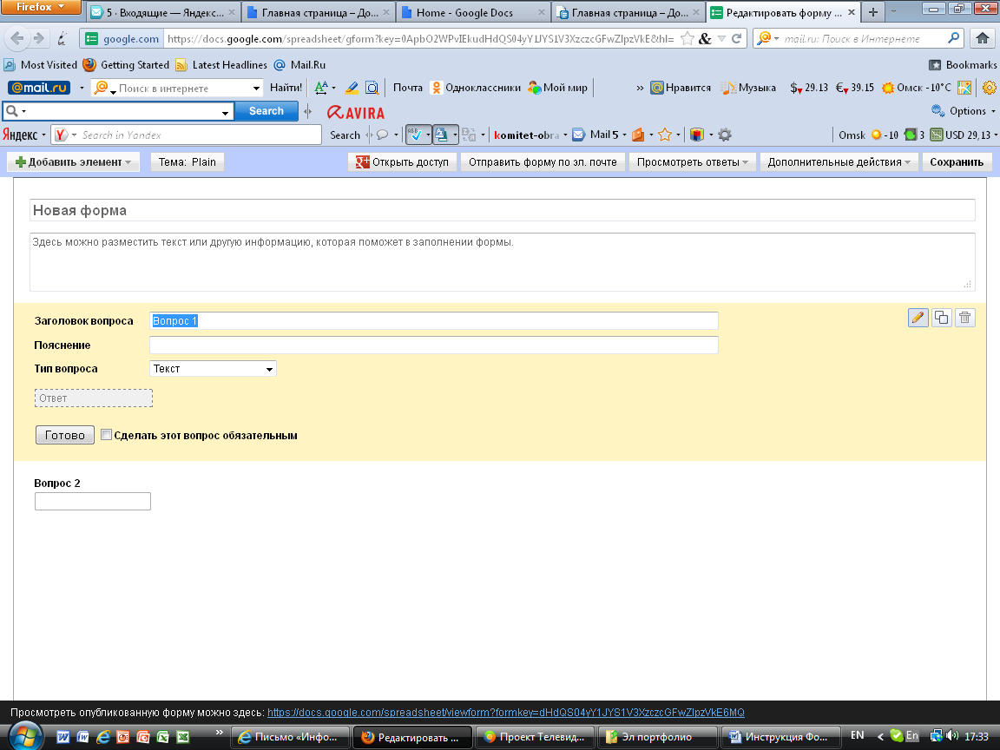 Firefox
5 · Входящие — Яндекс...
Главная страница – До...
Home - Google Docs
Главная страница – До...
Редактировать форму ...
google.com
https://docs.google.com/spreadsheet/gform?key=
mail.ru: Поиск в Интернете
Most Visited Getting Started Latest Headlines Mail.Ru Bookmarks
@mail.ru Поиск в интернете Найти! Почта Одноклассники Мой мир » Нравится Музыка $ 29.13 € 39.15 Омск -10°C
Search AVIRA Options
Яндекс Search in Yandex Search komitet-obra Mail 5 Omsk -10 3 USD 29,13
Добавить элемент Тема: Plain Открыть доступ Отправить форму по эл. почте Просмотреть ответы Дополнительные действия Сохранить
Новая форма
Здесь можно разместить текст или другую информацию, которая поможет в заполнении формы.
Заголовок вопроса Вопрос 1
Пояснение
Тип вопроса Текст
Ответ
Готово Сделать этот вопрос обязательным
Вопрос 2
Просмотреть опубликованную форму можно здесь: https://docs.google.com/spreadsheet/viewform?formkey=dHdQS04yY1JYS1V3XzczcGFwZlpzVkE6MQ
» Письмо «Инфо... Редактировать ... Проект Телевид... Эл портфолио Инструкция Фо... EN < En 17:33